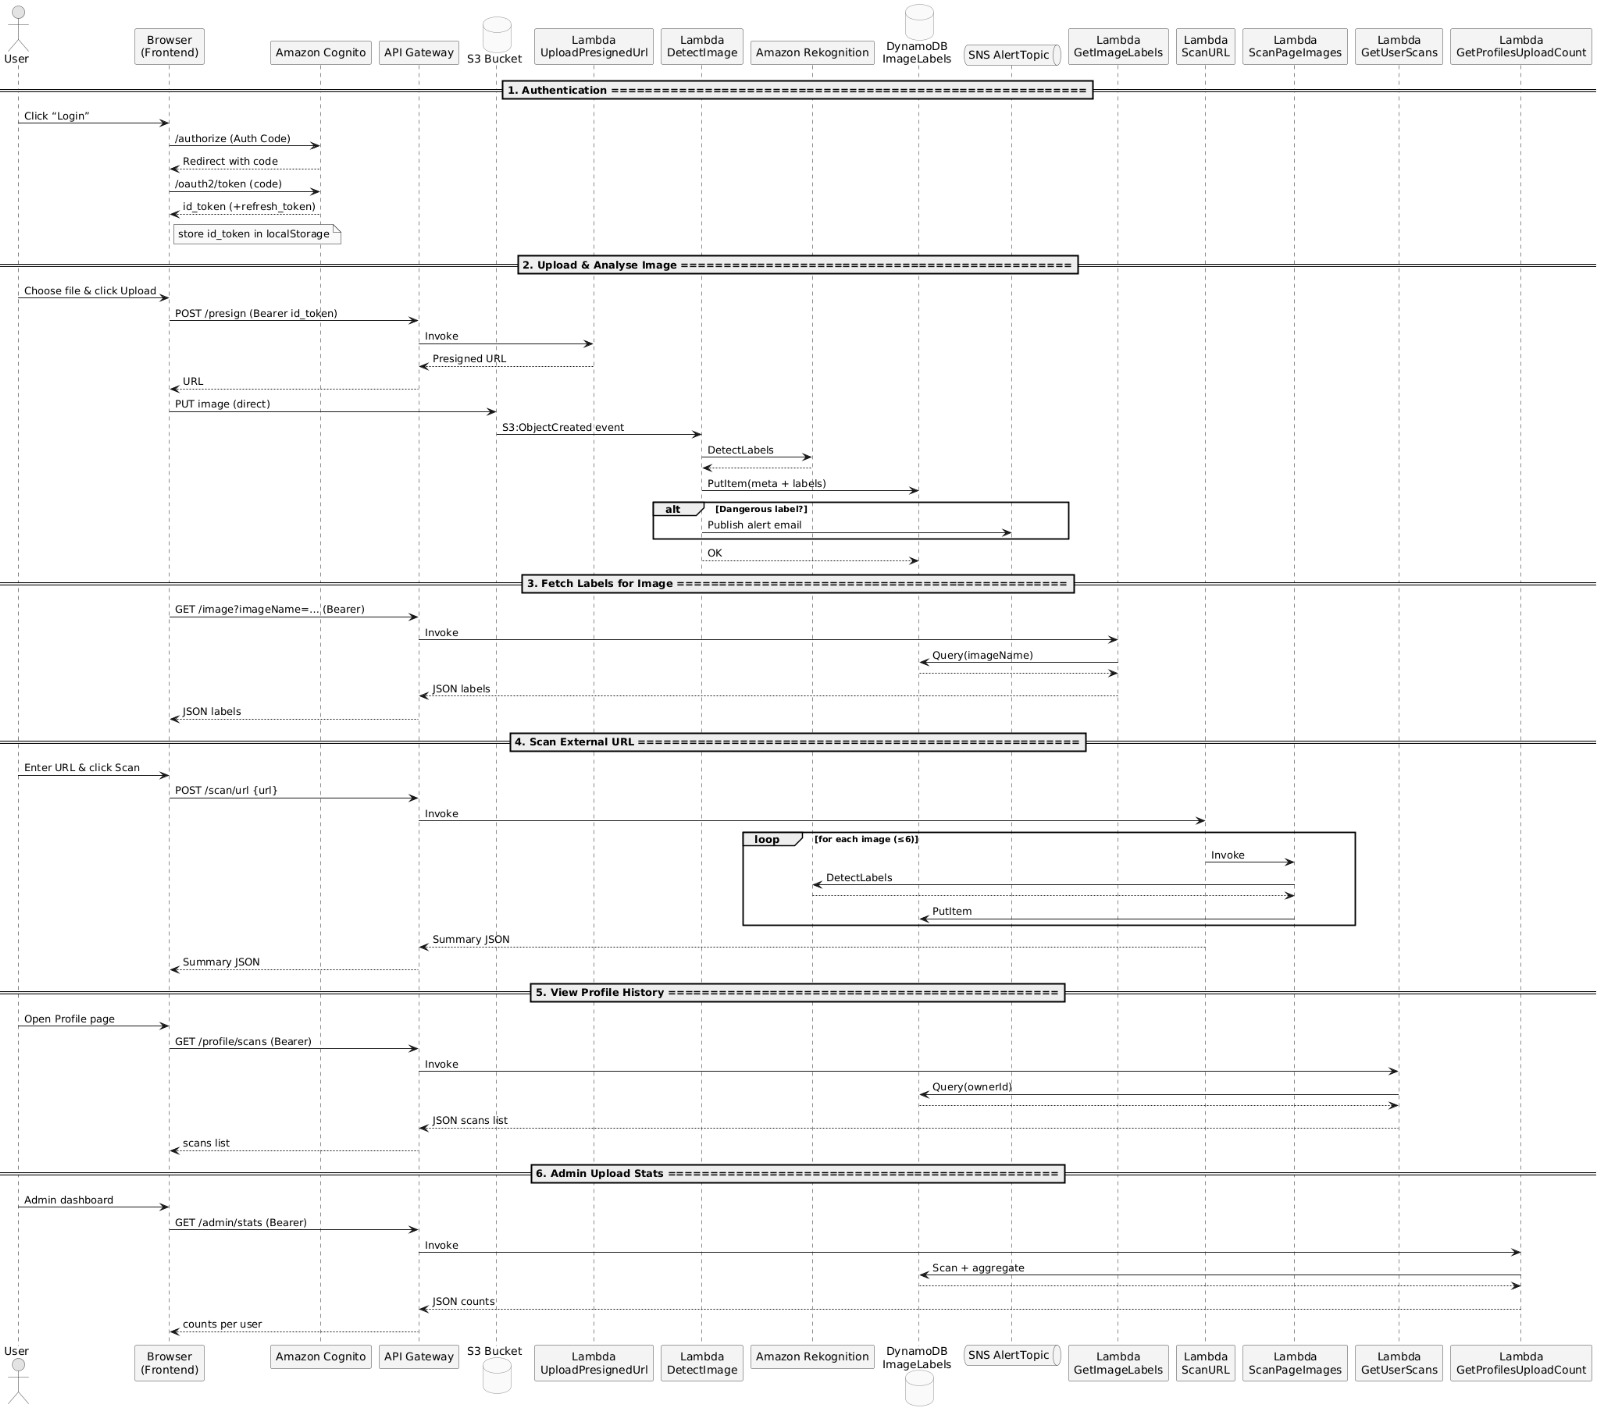 User
Browser
(Frontend)
Amazon Cognito
API Gateway
S3 Bucket
Lambda
UploadPresignedUrl
Lambda
DetectImage
Amazon Rekognition
DynamoDB
ImageLabels
SNS AlertTopic
Lambda
GetImageLabels
Lambda
ScanURL
Lambda
ScanPageImages
Lambda
GetUserScans
Lambda
GetProfilesUploadCount
1. Authentication ========================================================
Click “Login”
/authorize (Auth Code)
Redirect with code
/oauth2/token (code)
id_token (+refresh_token)
store id_token in localStorage
2. Upload & Analyse Image ==============================================
Choose file & click Upload
POST /presign (Bearer id_token)
Invoke
Presigned URL
URL
PUT image (direct)
S3:ObjectCreated event
DetectLabels
PutItem(meta + labels)
alt [Dangerous label?]
Publish alert email
OK
3. Fetch Labels for Image ==============================================
GET /image?imageName=... (Bearer)
Invoke
Query(imageName)
JSON labels
JSON labels
4. Scan External URL ====================================================
Enter URL & click Scan
POST /scan/url {url}
Invoke
loop [for each image (≤6)]
Invoke
DetectLabels
PutItem
Summary JSON
Summary JSON
5. View Profile History ==============================================
Open Profile page
GET /profile/scans (Bearer)
Invoke
Query(ownerId)
JSON scans list
scans list
6. Admin Upload Stats ==============================================
Admin dashboard
GET /admin/stats (Bearer)
Invoke
Scan + aggregate
JSON counts
counts per user
User
Browser
(Frontend)
Amazon Cognito
API Gateway
S3 Bucket
Lambda
UploadPresignedUrl
Lambda
DetectImage
Amazon Rekognition
DynamoDB
ImageLabels
SNS AlertTopic
Lambda
GetImageLabels
Lambda
ScanURL
Lambda
ScanPageImages
Lambda
GetUserScans
Lambda
GetProfilesUploadCount